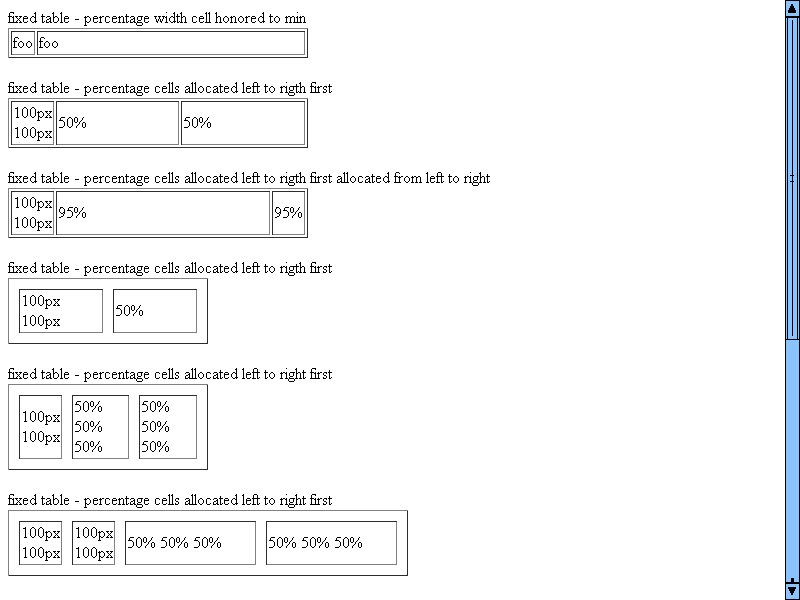 fixed table - percentage width cell honored to min
foo foo
fixed table - percentage cells allocated left to rigth first
100px
100px
50% 50%
fixed table - percentage cells allocated left to rigth first allocated from left to right
100px
100px
95% 95%
fixed table - percentage cells allocated left to rigth first
100px
100px
50%
fixed table - percentage cells allocated left to right first
100px
100px
50%
50%
50%
50%
50%
50%
fixed table - percentage cells allocated left to right first
100px
100px
100px
100px
50% 50% 50%
50% 50% 50%